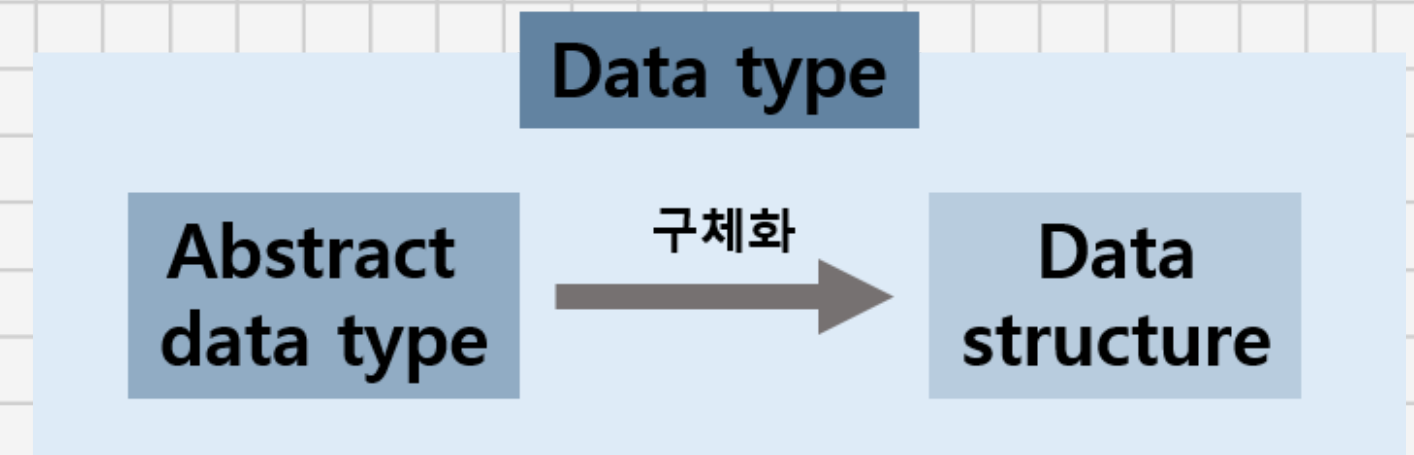 Data type
Abstract
data type
구체화
Data
structure